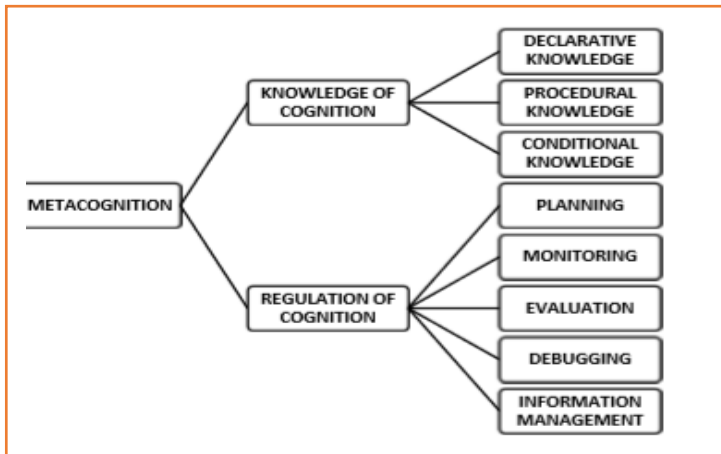 METACOGNITION
KNOWLEDGE OF
COGNITION
DECLARATIVE
KNOWLEDGE
PROCEDURAL
KNOWLEDGE
CONDITIONAL
KNOWLEDGE
REGULATION OF
COGNITION
PLANNING
MONITORING
EVALUATION
DEBUGGING
INFORMATION
MANAGEMENT